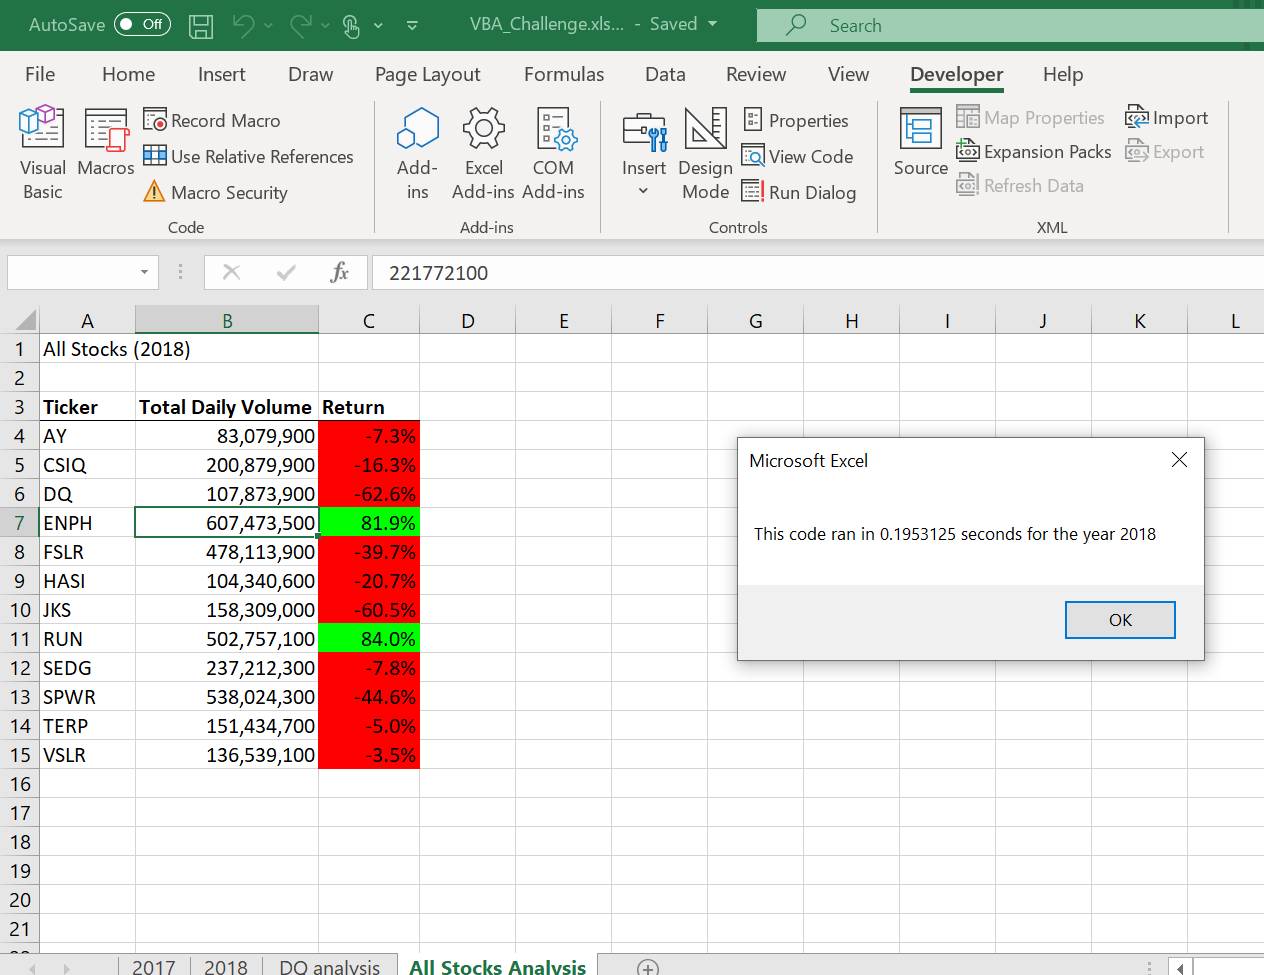 AutoSave Off VBA_Challenge.xls... - Saved Search
File Home Insert Draw Page Layout Formulas Data Review View Developer Help
Visual Basic
Macros
Record Macro
Use Relative References
Macro Security
Code
Add-ins
Excel Add-ins
COM Add-ins
Add-ins
Insert
Design Mode
Properties
View Code
Run Dialog
Controls
Source
Map Properties
Expansion Packs
Refresh Data
Import
Export
XML
fx 221772100
A B C D E F G H I J K L
1 All Stocks (2018)
2
3 Ticker Total Daily Volume Return
4 AY 83,079,900 -7.3%
5 CSIQ 200,879,900 -16.3%
6 DQ 107,873,900 -62.6%
7 ENPH 607,473,500 81.9%
8 FSLR 478,113,900 -39.7%
9 HASI 104,340,600 -20.7%
10 JKS 158,309,000 -60.5%
11 RUN 502,757,100 84.0%
12 SEDG 237,212,300 -7.8%
13 SPWR 538,024,300 -44.6%
14 TERP 151,434,700 -5.0%
15 VSLR 136,539,100 -3.5%
16
17
18
19
20
21
Microsoft Excel
This code ran in 0.1953125 seconds for the year 2018
OK
2017 2018 DQ analysis All Stocks Analysis